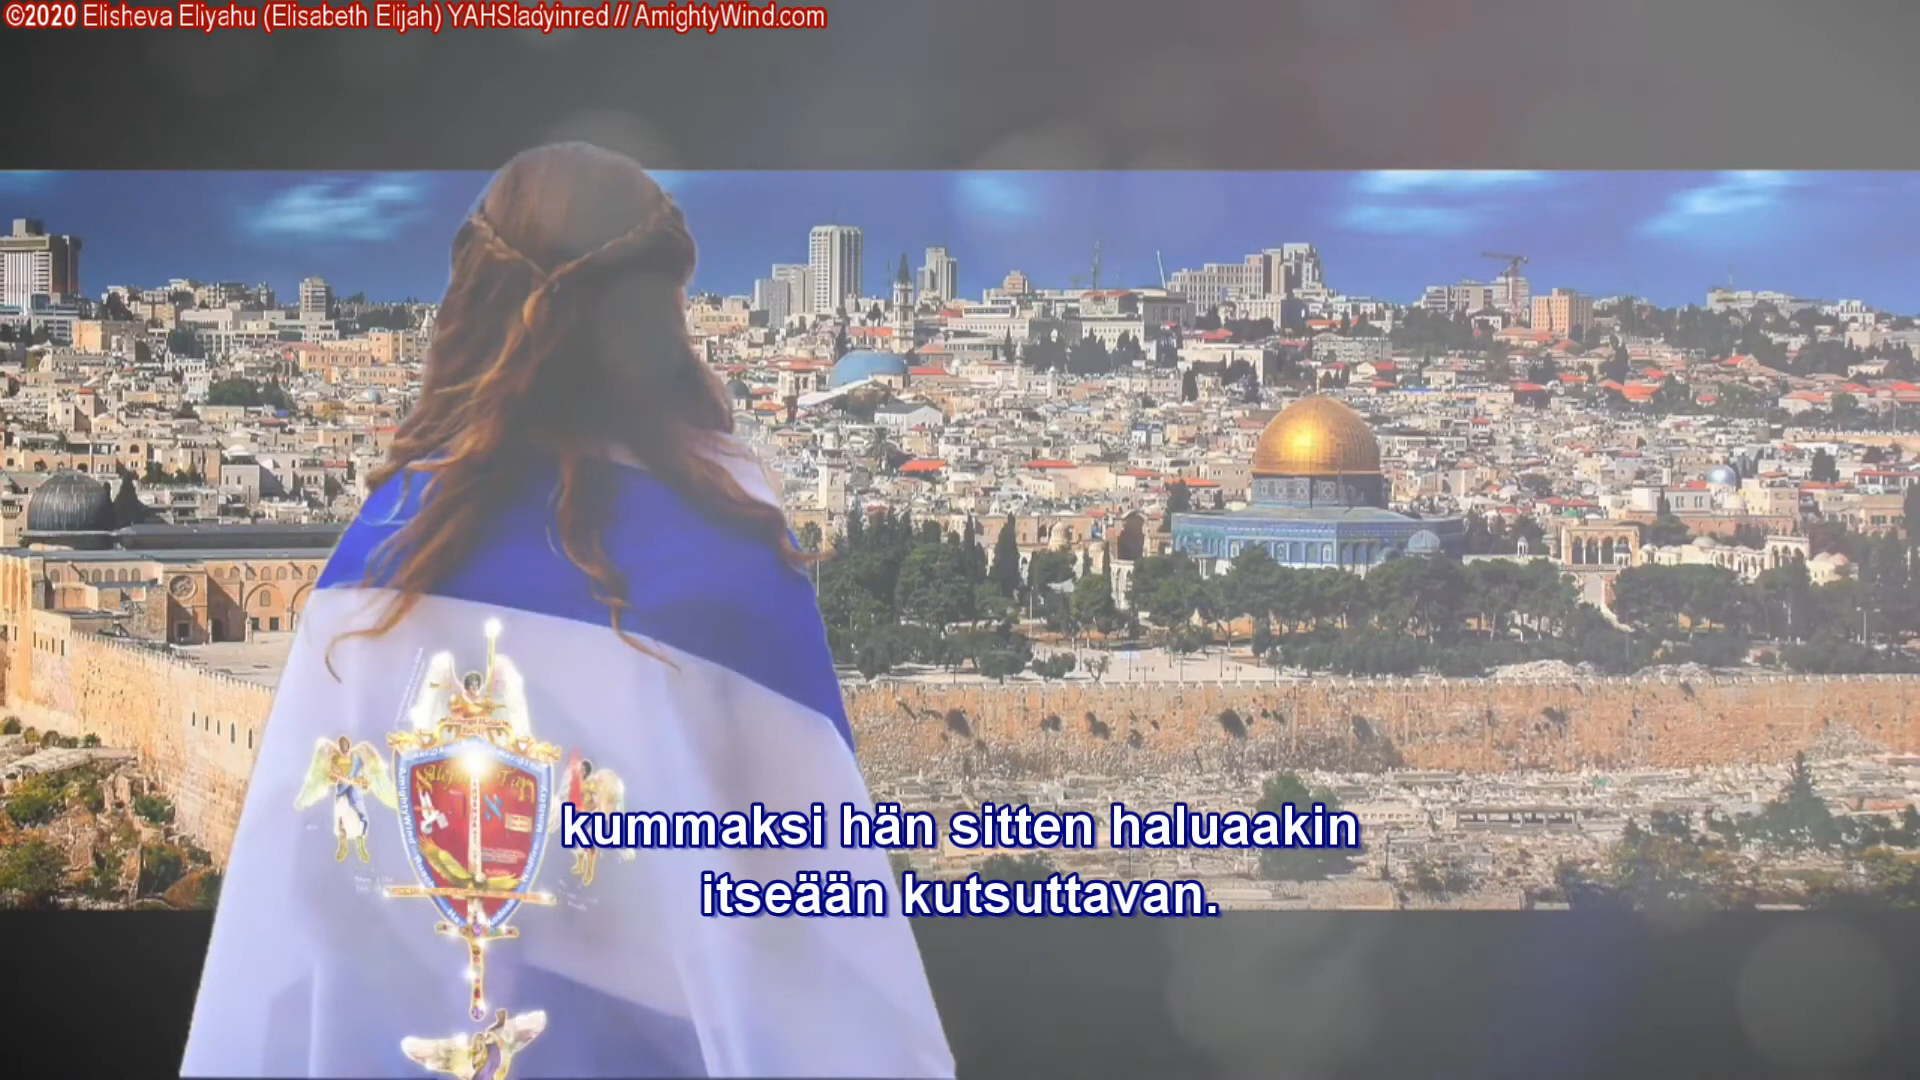 ©2020 Elisheva Eliyahu (Elisabeth Elijah) YAHSladyinred // AmightyWind.com
kummaksi hän sitten haluaakin
itseään kutsuttavan.